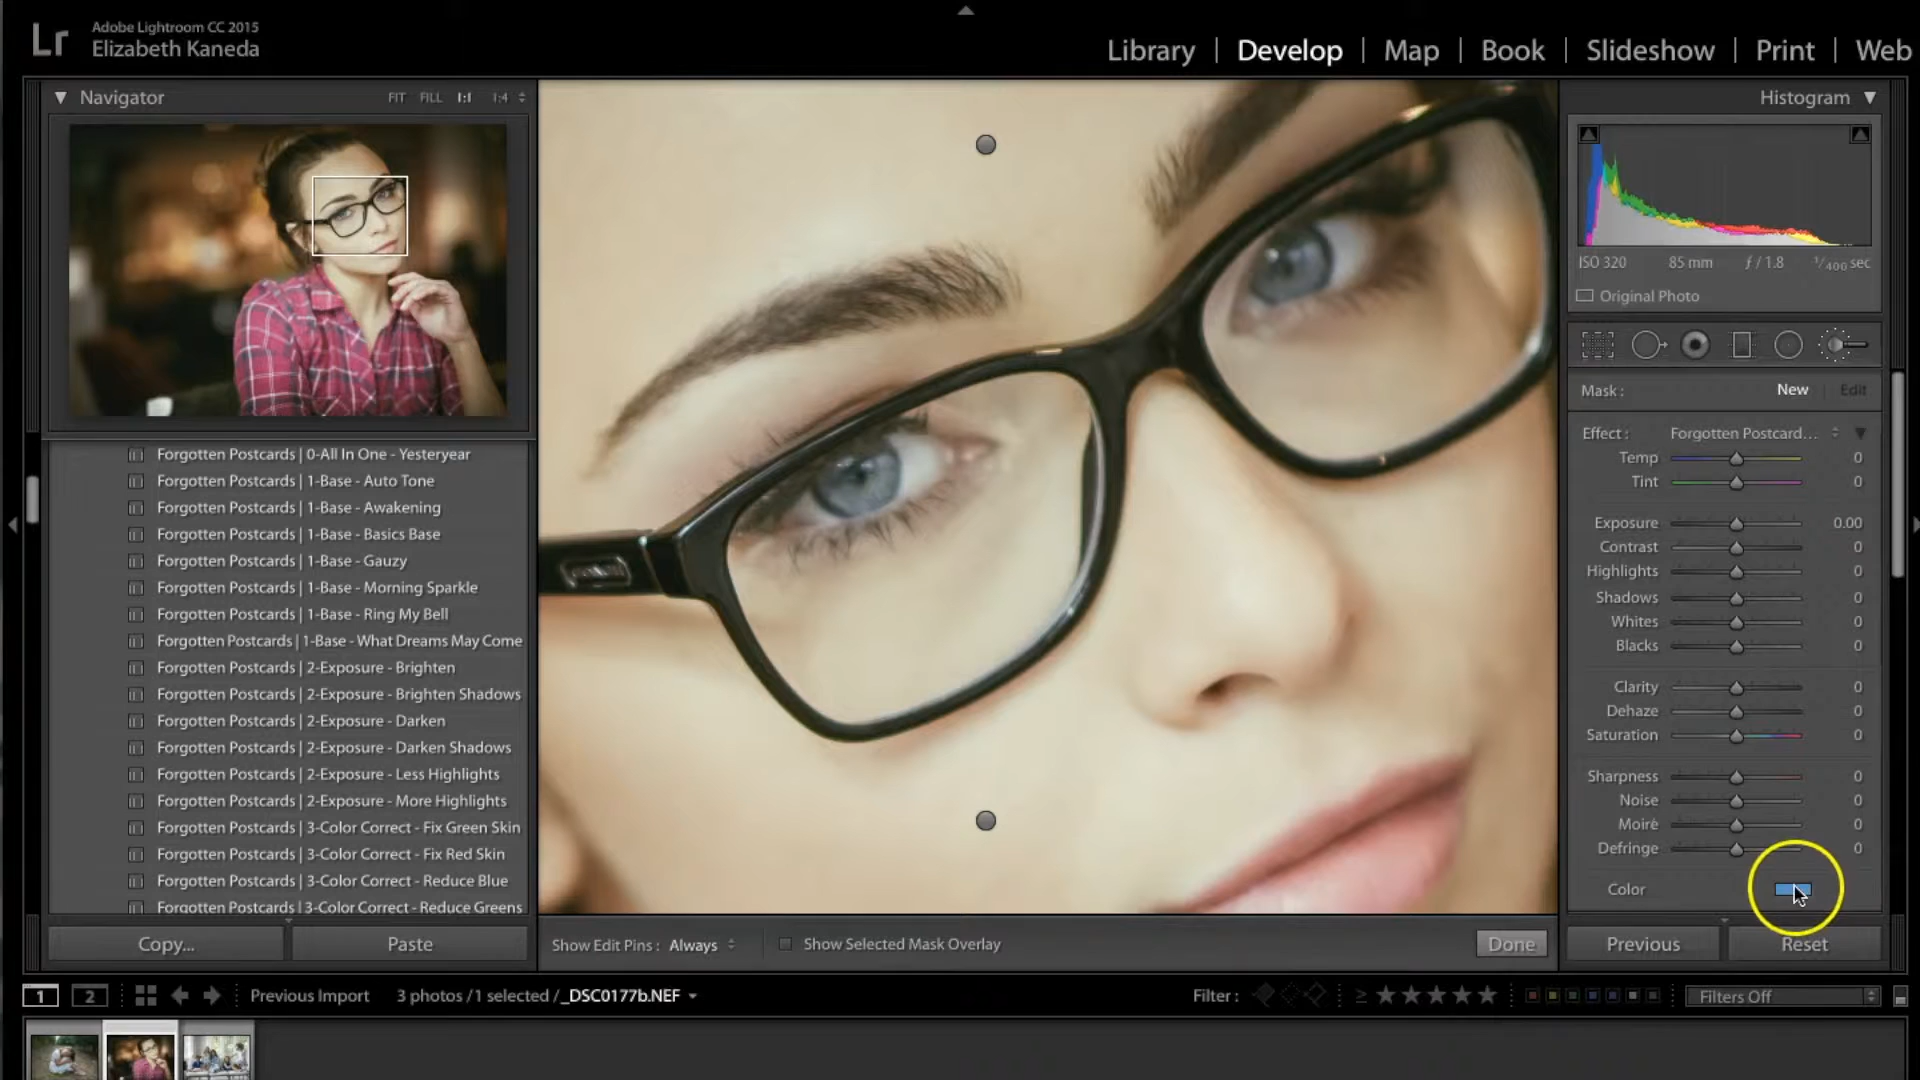 Lr
Adobe Lightroom CC 2015
Elizabeth Kaneda
Library | Develop | Map | Book | Slideshow | Print | Web
Navigator FIT FILL 1:1 1:4
Forgotten Postcards | 0-All In One - Yesteryear
Forgotten Postcards | 1-Base - Auto Tone
Forgotten Postcards | 1-Base - Awakening
Forgotten Postcards | 1-Base - Basics Base
Forgotten Postcards | 1-Base - Gauzy
Forgotten Postcards | 1-Base - Morning Sparkle
Forgotten Postcards | 1-Base - Ring My Bell
Forgotten Postcards | 1-Base - What Dreams May Come
Forgotten Postcards | 2-Exposure - Brighten
Forgotten Postcards | 2-Exposure - Brighten Shadows
Forgotten Postcards | 2-Exposure - Darken
Forgotten Postcards | 2-Exposure - Darken Shadows
Forgotten Postcards | 2-Exposure - Less Highlights
Forgotten Postcards | 2-Exposure - More Highlights
Forgotten Postcards | 3-Color Correct - Fix Green Skin
Forgotten Postcards | 3-Color Correct - Fix Red Skin
Forgotten Postcards | 3-Color Correct - Reduce Blue
Forgotten Postcards | 3-Color Correct - Reduce Greens
Copy... Paste
Show Edit Pins : Always Show Selected Mask Overlay Done
Histogram
ISO 320 85 mm ƒ / 1.8 1/400 sec
Original Photo
Mask : New Edit
Effect : Forgotten Postcard...
Temp 0
Tint 0
Exposure 0.00
Contrast 0
Highlights 0
Shadows 0
Whites 0
Blacks 0
Clarity 0
Dehaze 0
Saturation 0
Sharpness 0
Noise 0
Moiré 0
Defringe 0
Color
Previous Reset
1 2 Previous Import 3 photos / 1 selected / _DSC0177b.NEF Filter : ≥ ★★★★★ Filters Off